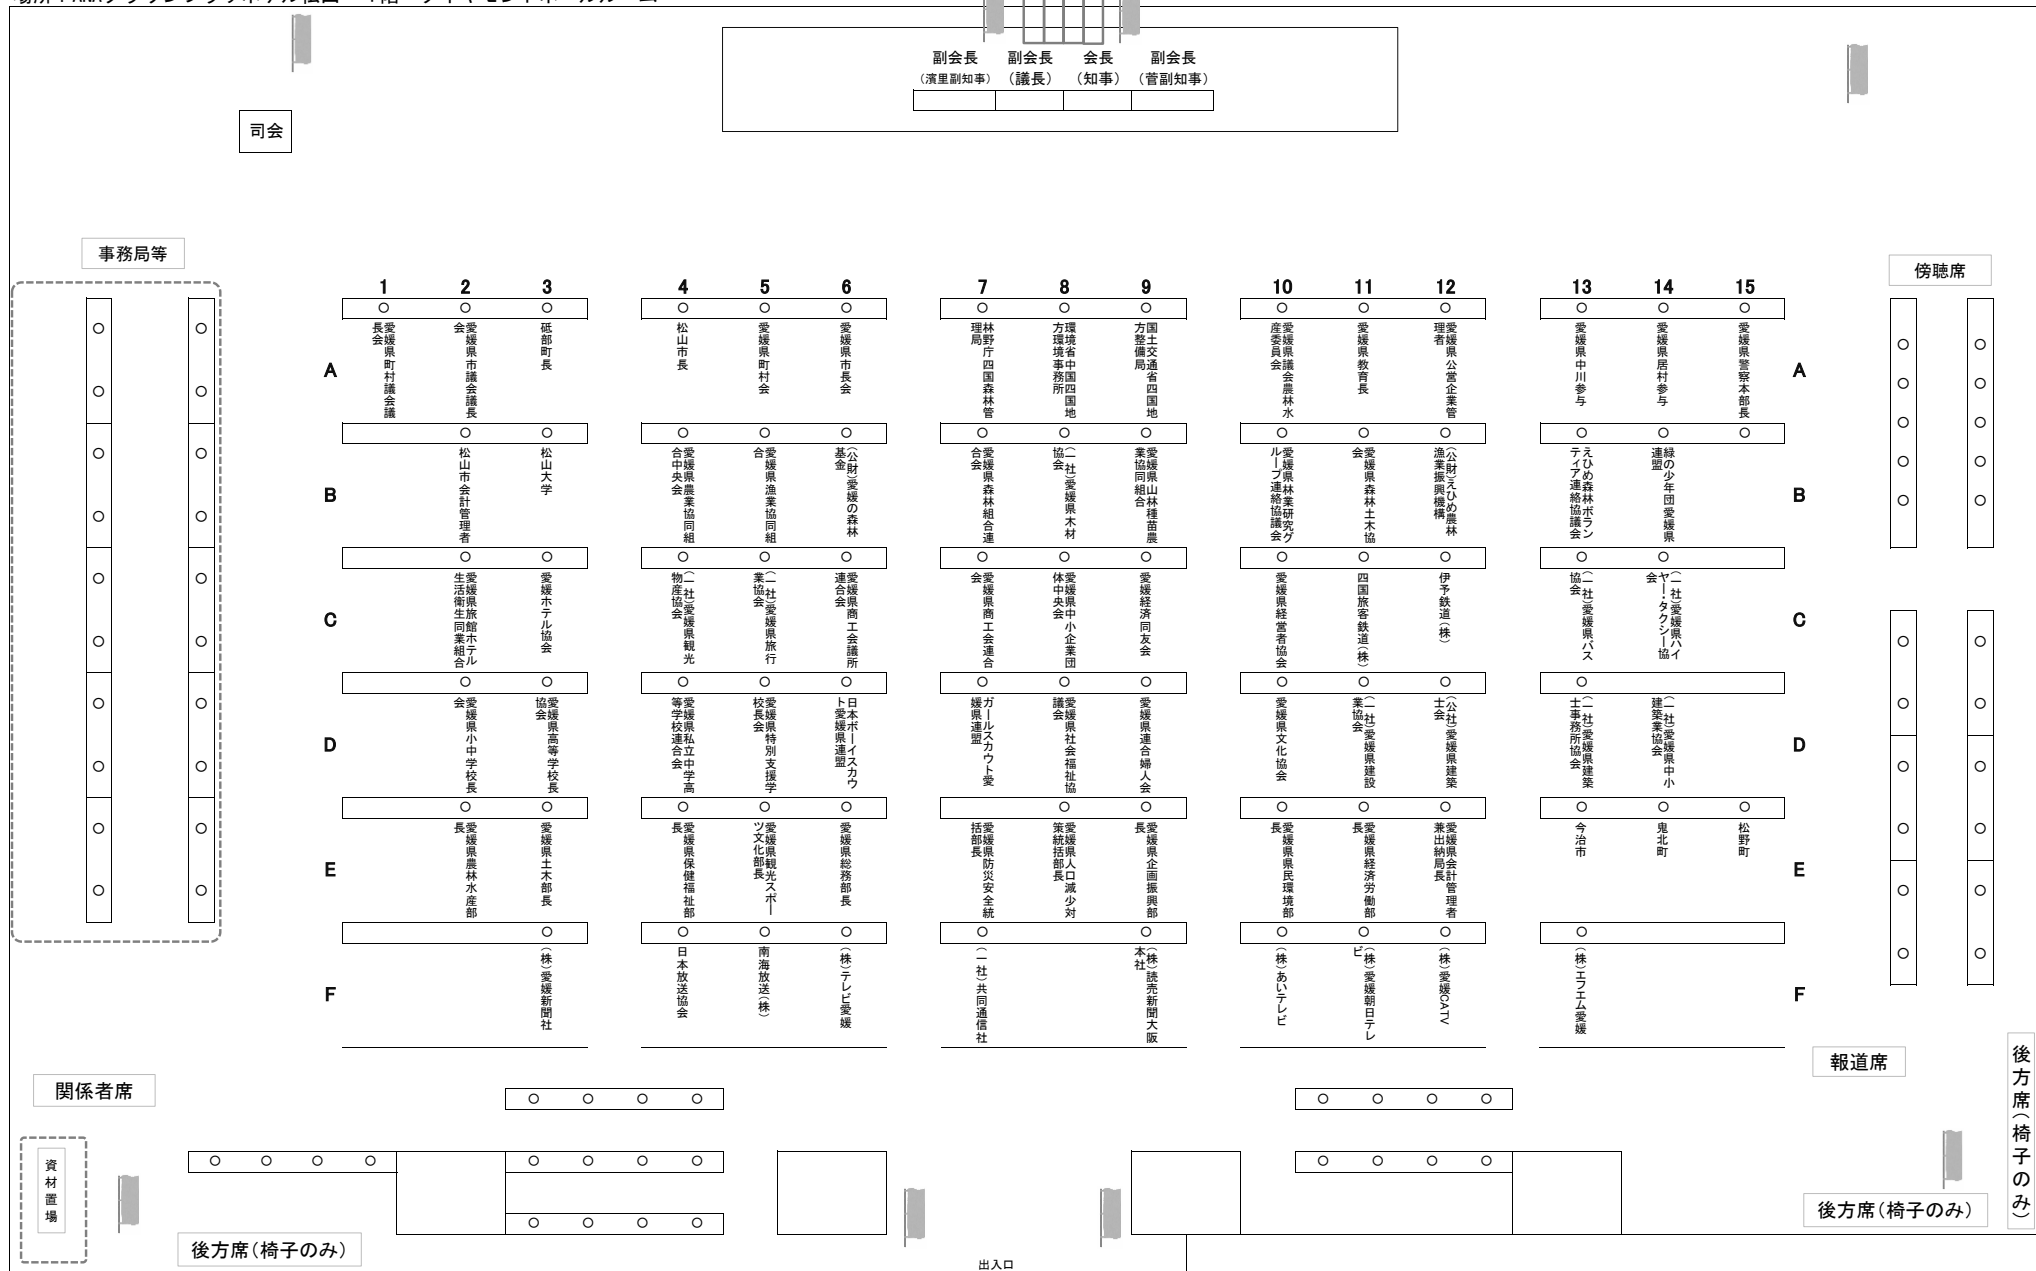 副会長 副会長 会長 副会長
(濱里副知事) (議長) (知事) (菅副知事)
司会
事務局等
傍聴席
1 2 3 4 5 6 7 8 9 10 11 12 13 14 15
A
愛媛県町村議会議長会
愛媛県市議会議長会
砥部町長
松山市長
愛媛県町村会
愛媛県市長会
林野庁四国森林管理局
環境省中国四国地方環境事務所
国土交通省四国地方整備局
愛媛県議会農林水産委員会
愛媛県教育長
愛媛県公営企業管理者
愛媛県中川参与
愛媛県居村参与
愛媛県警察本部長
A
B
松山市会計管理者
松山大学
愛媛県農業協同組合中央会
愛媛県漁業協同組合
(公財)愛媛の森林基金
愛媛県森林組合連合会
(一社)愛媛県木材協会
愛媛県山林種苗農業協同組合
愛媛県林業研究グループ連絡協議会
愛媛県森林土木協会
(公財)えひめ農林漁業振興機構
えひめ森林ボランティア連絡協議会
緑の少年団愛媛県連盟
B
C
愛媛県旅館ホテル生活衛生同業組合
愛媛ホテル協会
(一社)愛媛県観光物産協会
(一社)愛媛県旅行業協会
愛媛県商工会議所連合会
愛媛県商工会連合会
愛媛県中小企業団体中央会
愛媛経済同友会
愛媛県経営者協会
四国旅客鉄道(株)
伊予鉄道(株)
(一社)愛媛県バス協会
(一社)愛媛県ハイヤー・タクシー協会
C
D
愛媛県小中学校長会
愛媛県高等学校長協会
愛媛県私立中学高等学校連合会
愛媛県特別支援学校長会
日本ボーイスカウト愛媛県連盟
ガールスカウト愛媛県連盟
愛媛県社会福祉協議会
愛媛県連合婦人会
愛媛県文化協会
(一社)愛媛県建設業協会
(公社)愛媛県建築士会
(一社)愛媛県建築士事務所協会
(一社)愛媛県中小建築業協会
D
E
愛媛県農林水産部長
愛媛県土木部長
愛媛県保健福祉部長
愛媛県観光スポーツ文化部長
愛媛県総務部長
愛媛県防災安全統括部長
愛媛県人口減少対策統括部長
愛媛県企画振興部長
愛媛県県民環境部長
愛媛県経済労働部長
愛媛県会計管理者兼出納局長
今治市
鬼北町
松野町
E
F
(株)愛媛新聞社
日本放送協会
南海放送(株)
(株)テレビ愛媛
(一社)共同通信社
(株)読売新聞大阪本社
(株)あいテレビ
(株)愛媛朝日テレビ
(株)愛媛CATV
(株)エフエム愛媛
F
関係者席
報道席
後方席(椅子のみ)
資材置場
後方席(椅子のみ)
後方席(椅子のみ)
出入口